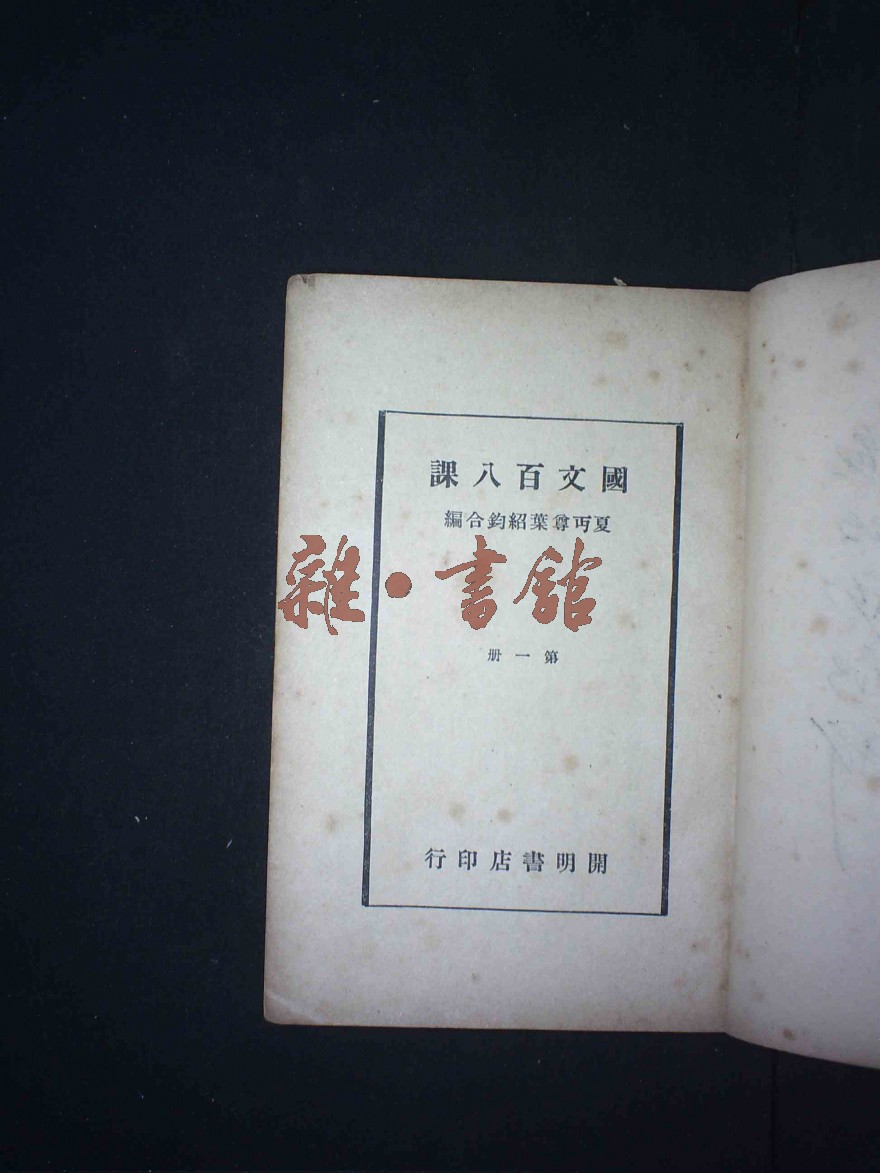 國文百八課
夏丏尊葉紹鈞合編
雜·書館
第一册
開明書店印行